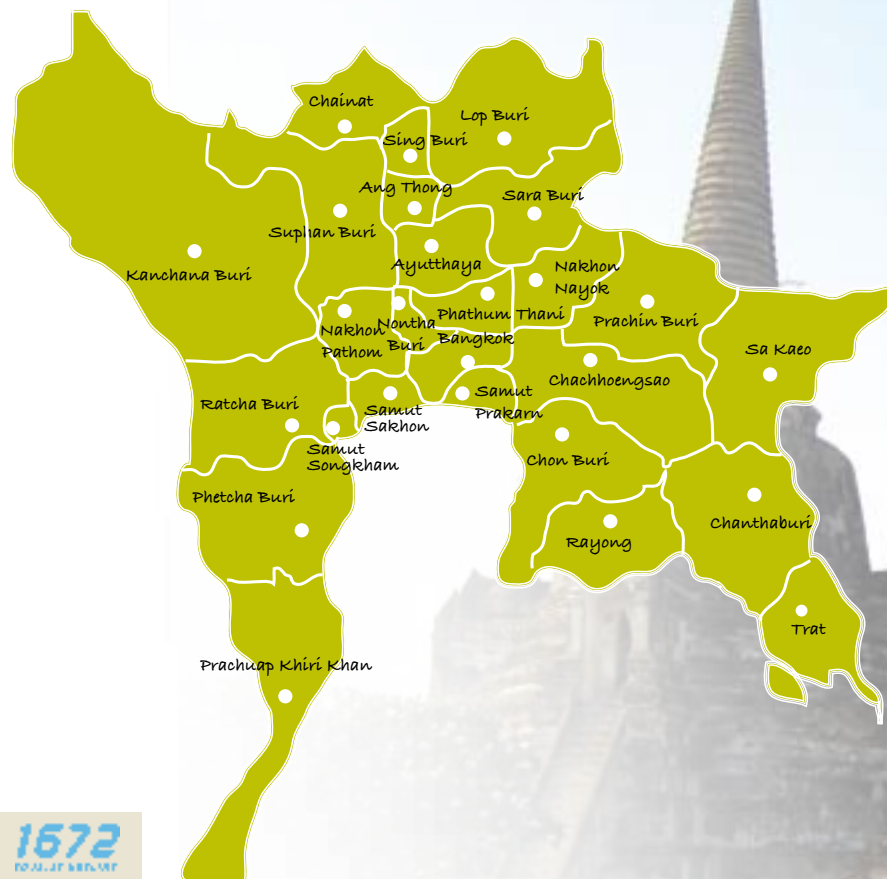 Chainat
Lop Buri
Sing Buri
Ang Thong
Sara Buri
Suphan Buri
Kanchana Buri
Ayutthaya
Nakhon
Nayok
Phathum Thani
Prachin Buri
Nontha
Buri
Nakhon
Pathom
Bangkok
Sa Kaeo
Chachhoengsao
Ratcha Buri
Samut
Sakhon
Samut
Prakarn
Samut
Songkham
Chon Buri
Phetcha Buri
Rayong
Chanthaburi
Trat
Prachuap Khiri Khan
1672